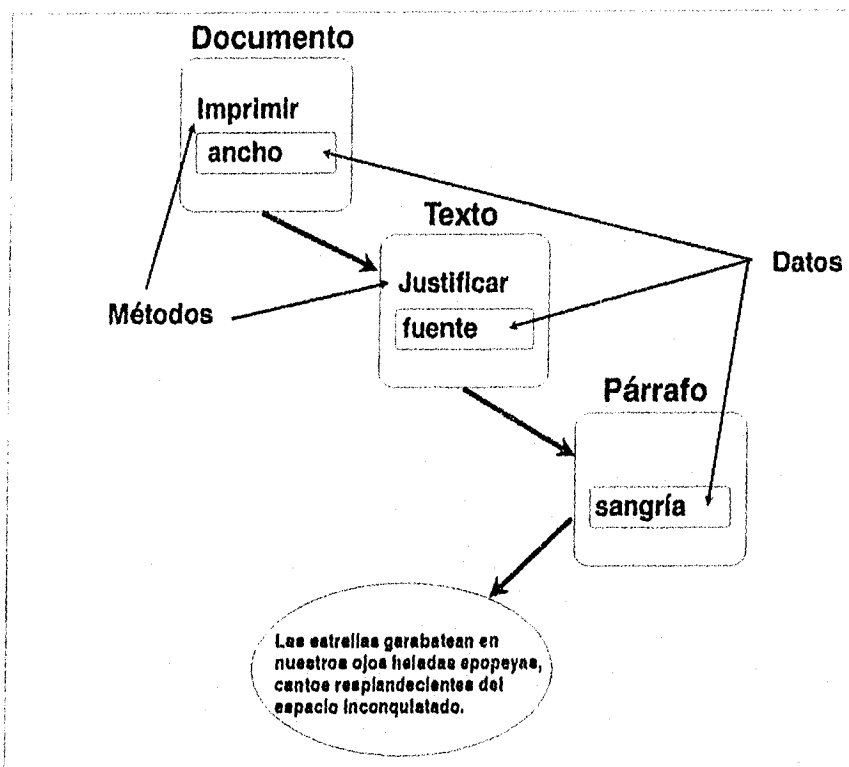 Documento
Imprimir
ancho
Texto
Justificar
fuente
Datos
Métodos
Párrafo
sangría
Las estrellas garabatean en
nuestros ojos heladas epopeyas,
cantos resplandecientes del
espacio inconquistado.